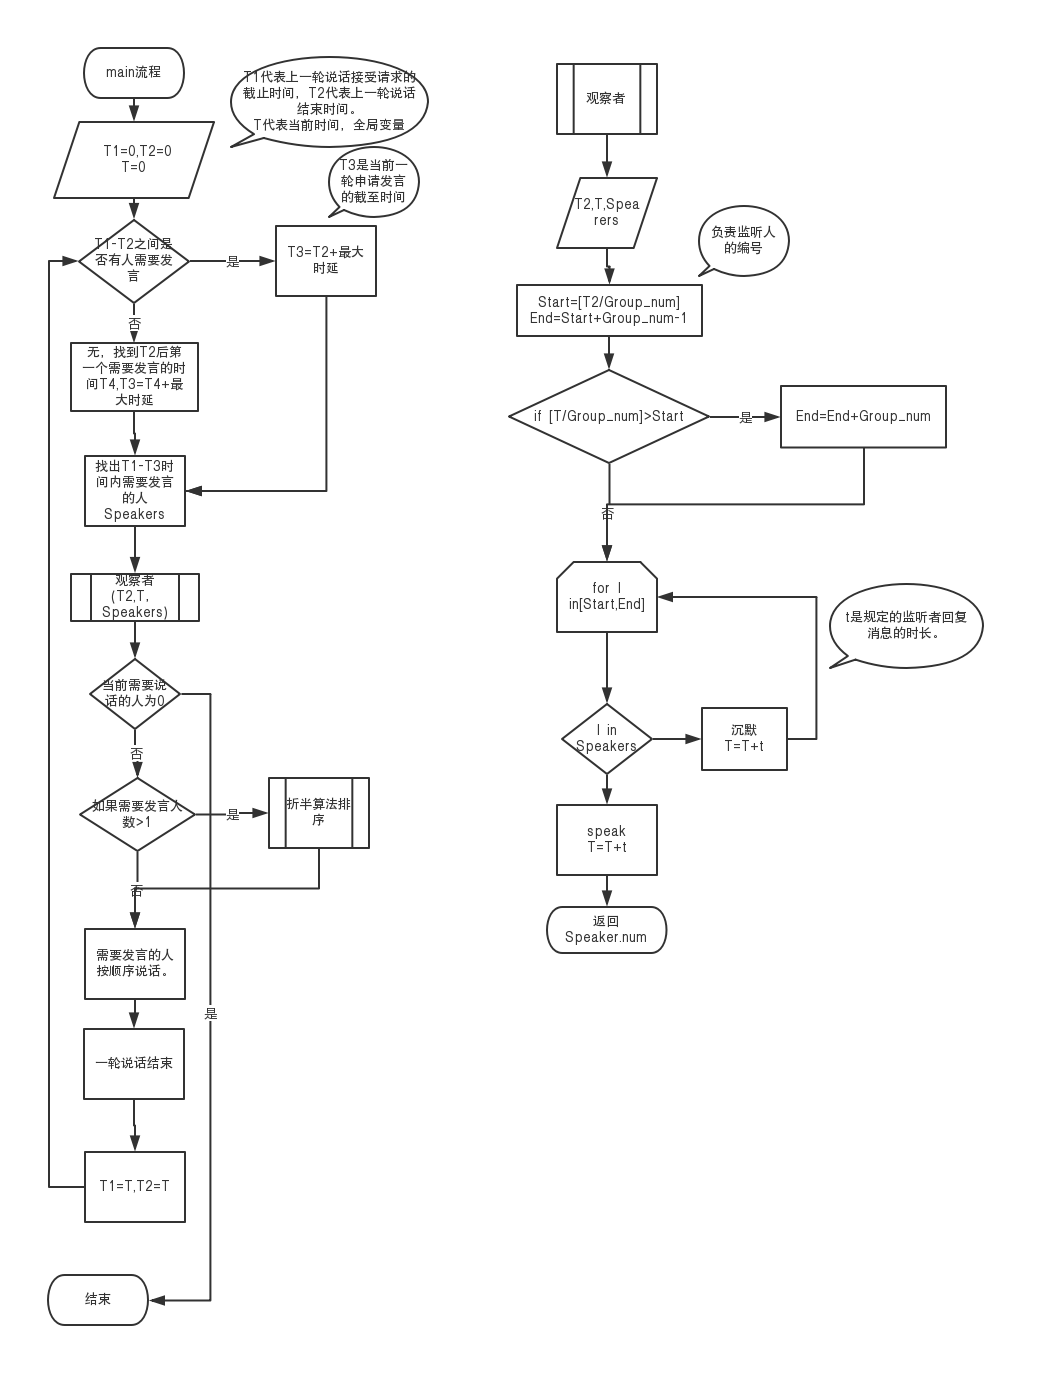 main流程
T1代表上一轮说话接受请求的
截止时间，T2代表上一轮说话
结束时间。
T代表当前时间，全局变量
T1=0,T2=0
T=0
T3是当前一
轮申请发言
的截至时间
T1-T2之间是
否有人需要发
言
是
T3=T2+最大
时延
否
无，找到T2后第
一个需要发言的时
间T4,T3=T4+最
大时延
找出T1-T3时
间内需要发言
的人
Speakers
观察者
(T2,T,
Speakers)
当前需要说
话的人为0
否
如果需要发言人
数>1
是
折半算法排
序
否
需要发言的人
按顺序说话。
是
一轮说话结束
T1=T,T2=T
结束
观察者
T2,T,Spea
rers
负责监听人
的编号
Start=[T2/Group_num]
End=Start+Group_num-1
if [T/Group_num]>Start
是
End=End+Group_num
否
for I
in[Start,End]
t是规定的监听者回复
消息的时长。
I in
Speakers
沉默
T=T+t
speak
T=T+t
返回
Speaker.num